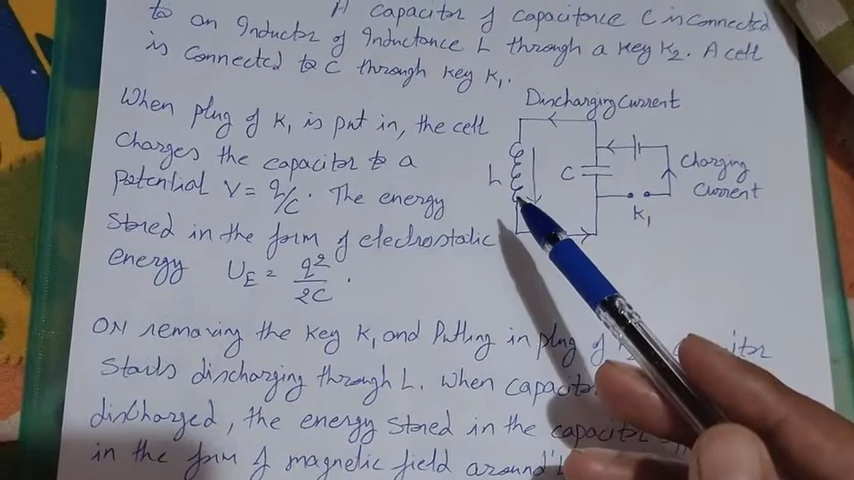 A capacitor of capacitance C is connected
to an Inductor of Inductance L through a key K2. A cell
is connected to C through key K1.
When plug of K1 is put in, the cell
charges the capacitor to a
potential V = q/C. The energy
stored in the form of electrostatic
energy UE = q²/2C.
Discharging current
L
C
Charging
current
K1
ON removing the key K1 and Putting in plug of
starts discharging through L. When capacitor
discharged, the energy stored in the capacitor
in the form of magnetic field around L